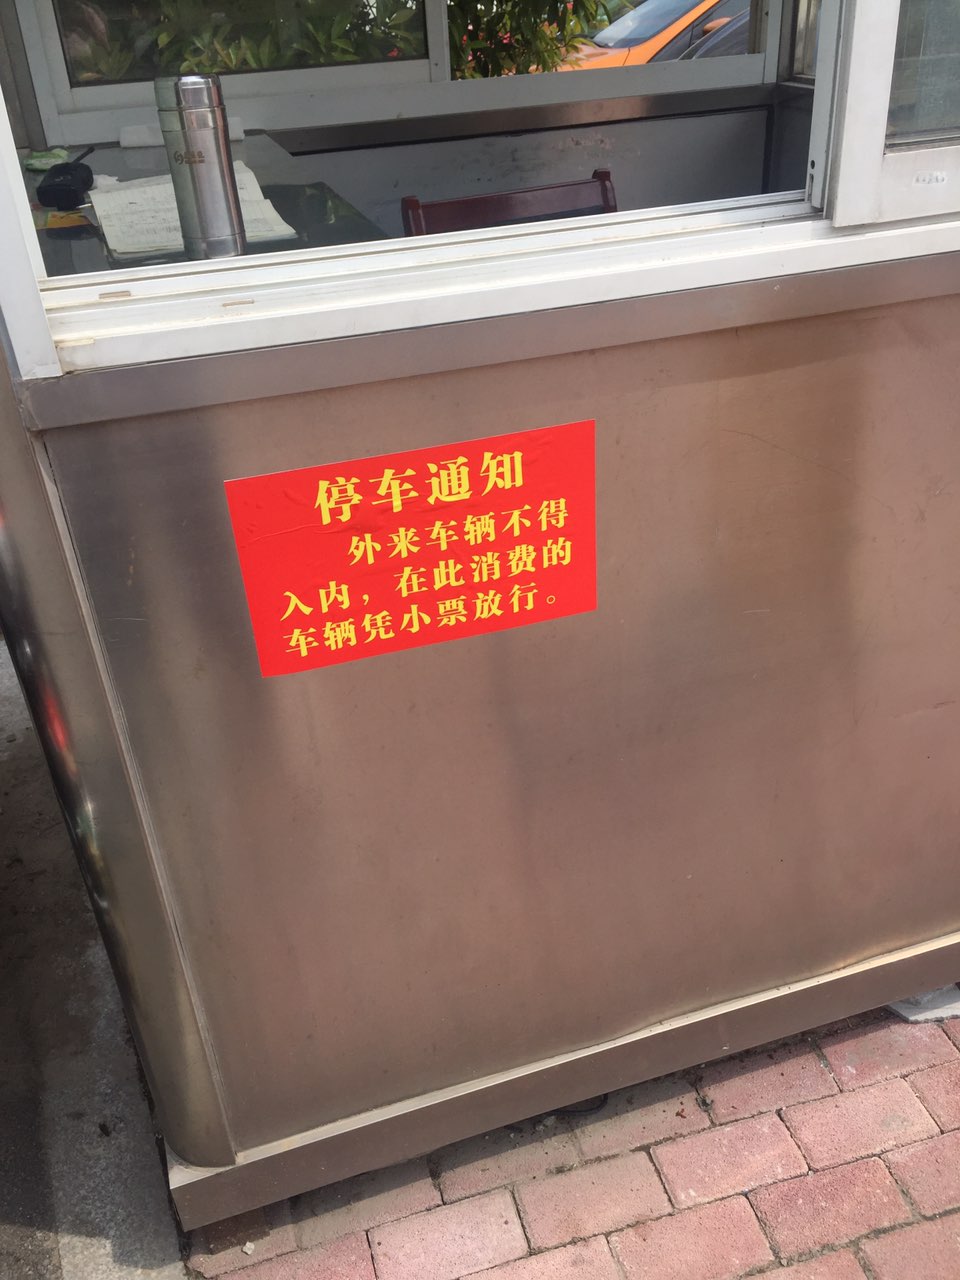 停车通知
外来车辆不得
入内，在此消费的
车辆凭小票放行。